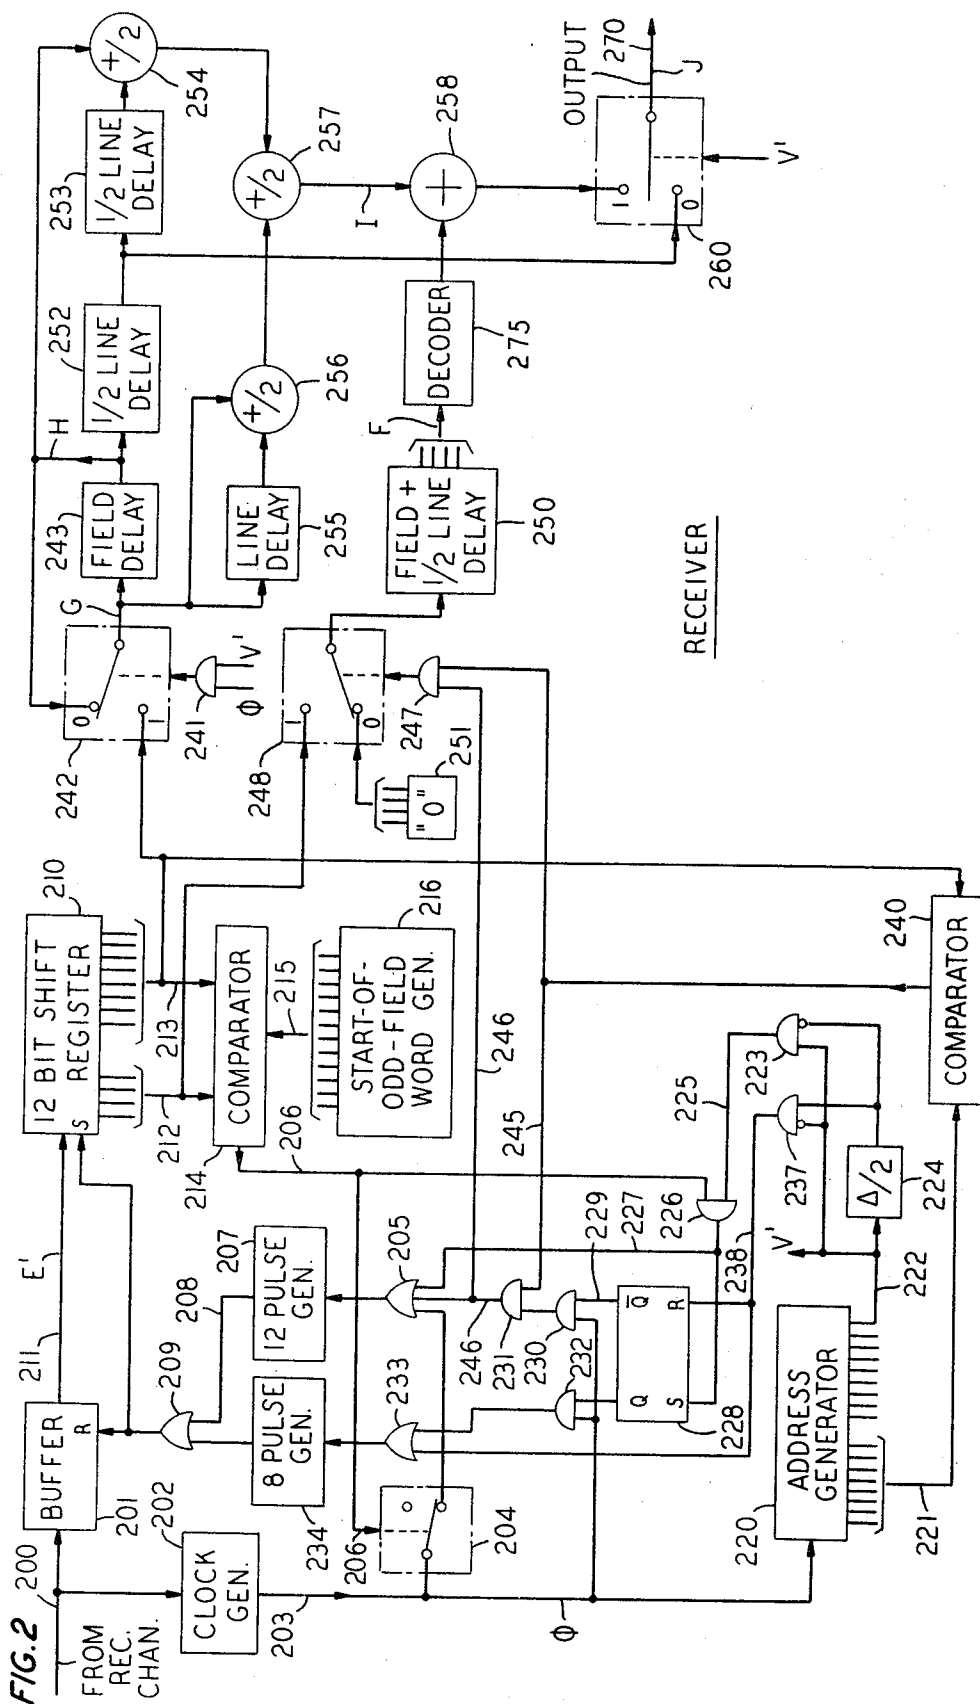 FIG.2
200
FROM
REC.
CHAN.
BUFFER
R
201
211
E'
12 BIT SHIFT
REGISTER
S
210
202
CLOCK
GEN.
203
209
208
207
12 PULSE
GEN.
8 PULSE
GEN.
234
233
205
206
204
212
213
COMPARATOR
214
206
215
START-OF-
ODD-FIELD
WORD GEN.
216
246
231
230
229
232
Q
Q̅
S
R
228
227
226
225
238
245
246
Φ
220
ADDRESS
GENERATOR
221
222
V'
Δ/2
224
237
223
COMPARATOR
240
242
0
1
G
241
Φ
V'
248
1
0
247
251
"0"
243
FIELD
DELAY
H
252
1/2 LINE
DELAY
253
1/2 LINE
DELAY
+/2
254
LINE
DELAY
255
+/2
256
+/2
257
I
FIELD +
1/2 LINE
DELAY
250
F
DECODER
275
+
258
OUTPUT
270
J
1
0
260
V'
RECEIVER